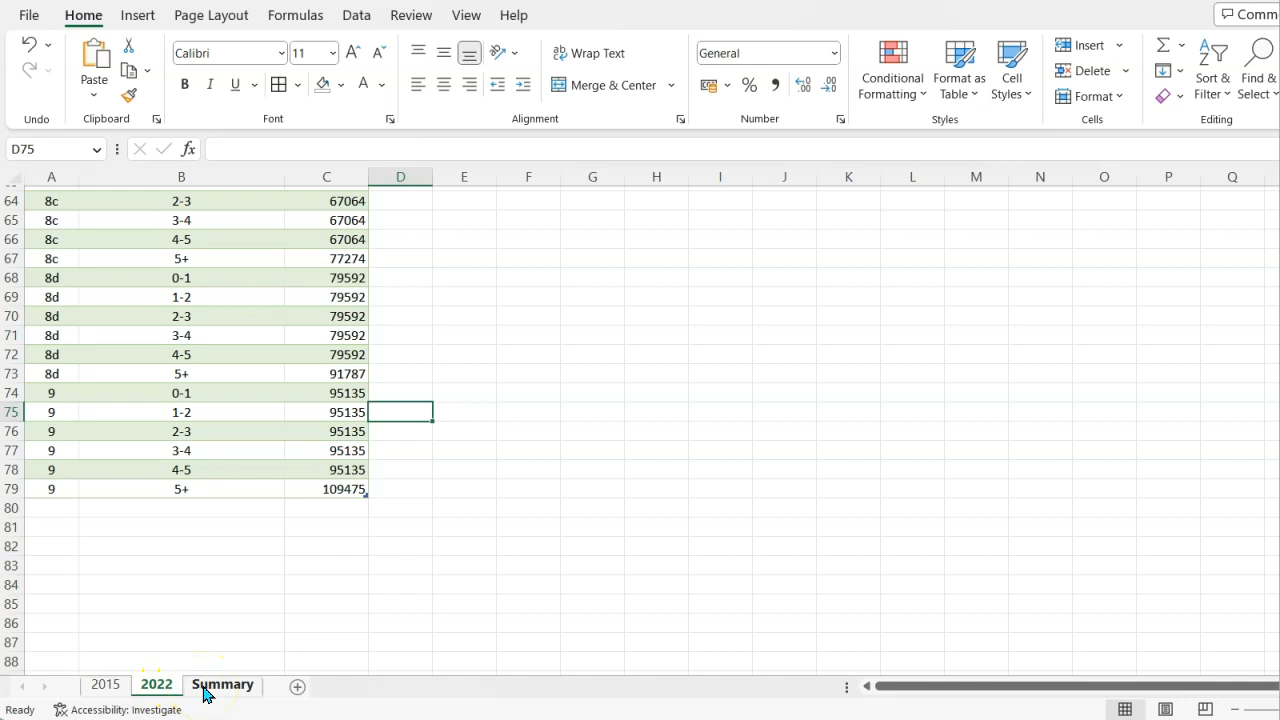 File Home Insert Page Layout Formulas Data Review View Help Comm
Calibri 11 Wrap Text General Insert
Paste B I U Merge & Center Conditional Formatting Format as Table Cell Styles Delete Sort & Filter Find & Select
Format
Undo Clipboard Font Alignment Number Styles Cells Editing
D75 fx
A B C D E F G H I J K L M N O P Q
64 8c 2-3 67064
65 8c 3-4 67064
66 8c 4-5 67064
67 8c 5+ 77274
68 8d 0-1 79592
69 8d 1-2 79592
70 8d 2-3 79592
71 8d 3-4 79592
72 8d 4-5 79592
73 8d 5+ 91787
74 9 0-1 95135
75 9 1-2 95135
76 9 2-3 95135
77 9 3-4 95135
78 9 4-5 95135
79 9 5+ 109475
80
81
82
83
84
85
86
87
88
2015 2022 Summary
Ready Accessibility: Investigate